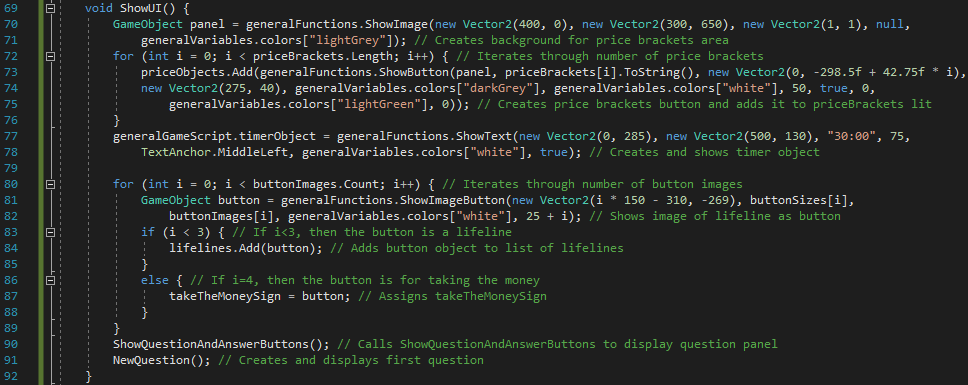 69 void ShowUI() {
70 GameObject panel = generalFunctions.ShowImage(new Vector2(400, 0), new Vector2(300, 650), new Vector2(1, 1), null,
71 generalVariables.colors["lightGrey"]); // Creates background for price brackets area
72 for (int i = 0; i < priceBrackets.Length; i++) { // Iterates through number of price brackets
73 priceObjects.Add(generalFunctions.ShowButton(panel, priceBrackets[i].ToString(), new Vector2(0, -298.5f + 42.75f * i),
74 new Vector2(275, 40), generalVariables.colors["darkGrey"], generalVariables.colors["white"], 50, true, 0,
75 generalVariables.colors["lightGreen"], 0)); // Creates price brackets button and adds it to priceBrackets lit
76 }
77 generalGameScript.timerObject = generalFunctions.ShowText(new Vector2(0, 285), new Vector2(500, 130), "30:00", 75,
78 TextAnchor.MiddleLeft, generalVariables.colors["white"], true); // Creates and shows timer object
79
80 for (int i = 0; i < buttonImages.Count; i++) { // Iterates through number of button images
81 GameObject button = generalFunctions.ShowImageButton(new Vector2(i * 150 - 310, -269), buttonSizes[i],
82 buttonImages[i], generalVariables.colors["white"], 25 + i); // Shows image of lifeline as button
83 if (i < 3) { // If i<3, then the button is a lifeline
84 lifelines.Add(button); // Adds button object to list of lifelines
85 }
86 else { // If i=4, then the button is for taking the money
87 takeTheMoneySign = button; // Assigns takeTheMoneySign
88 }
89 }
90 ShowQuestionAndAnswerButtons(); // Calls ShowQuestionAndAnswerButtons to display question panel
91 NewQuestion(); // Creates and displays first question
92 }